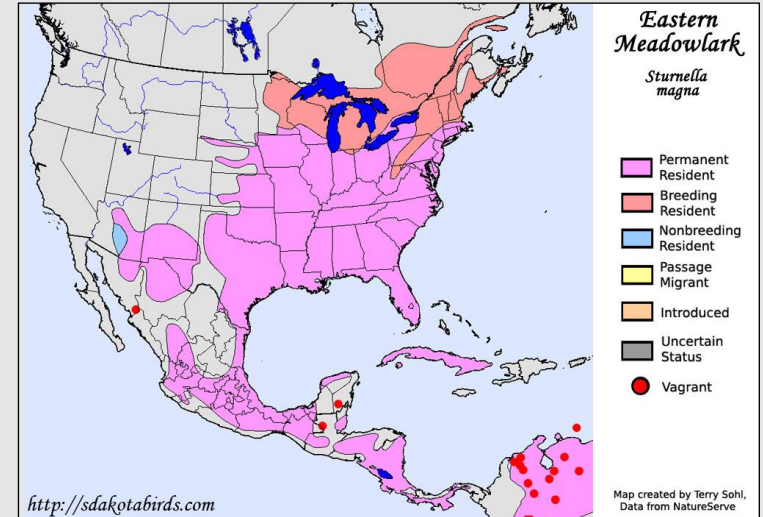 Eastern
Meadowlark
Sturnella
magna
Permanent
Resident
Breeding
Resident
Nonbreeding
Resident
Passage
Migrant
Introduced
Uncertain
Status
Vagrant
Map created by Terry Sohl,
Data from NatureServe
http://sdakotabirds.com